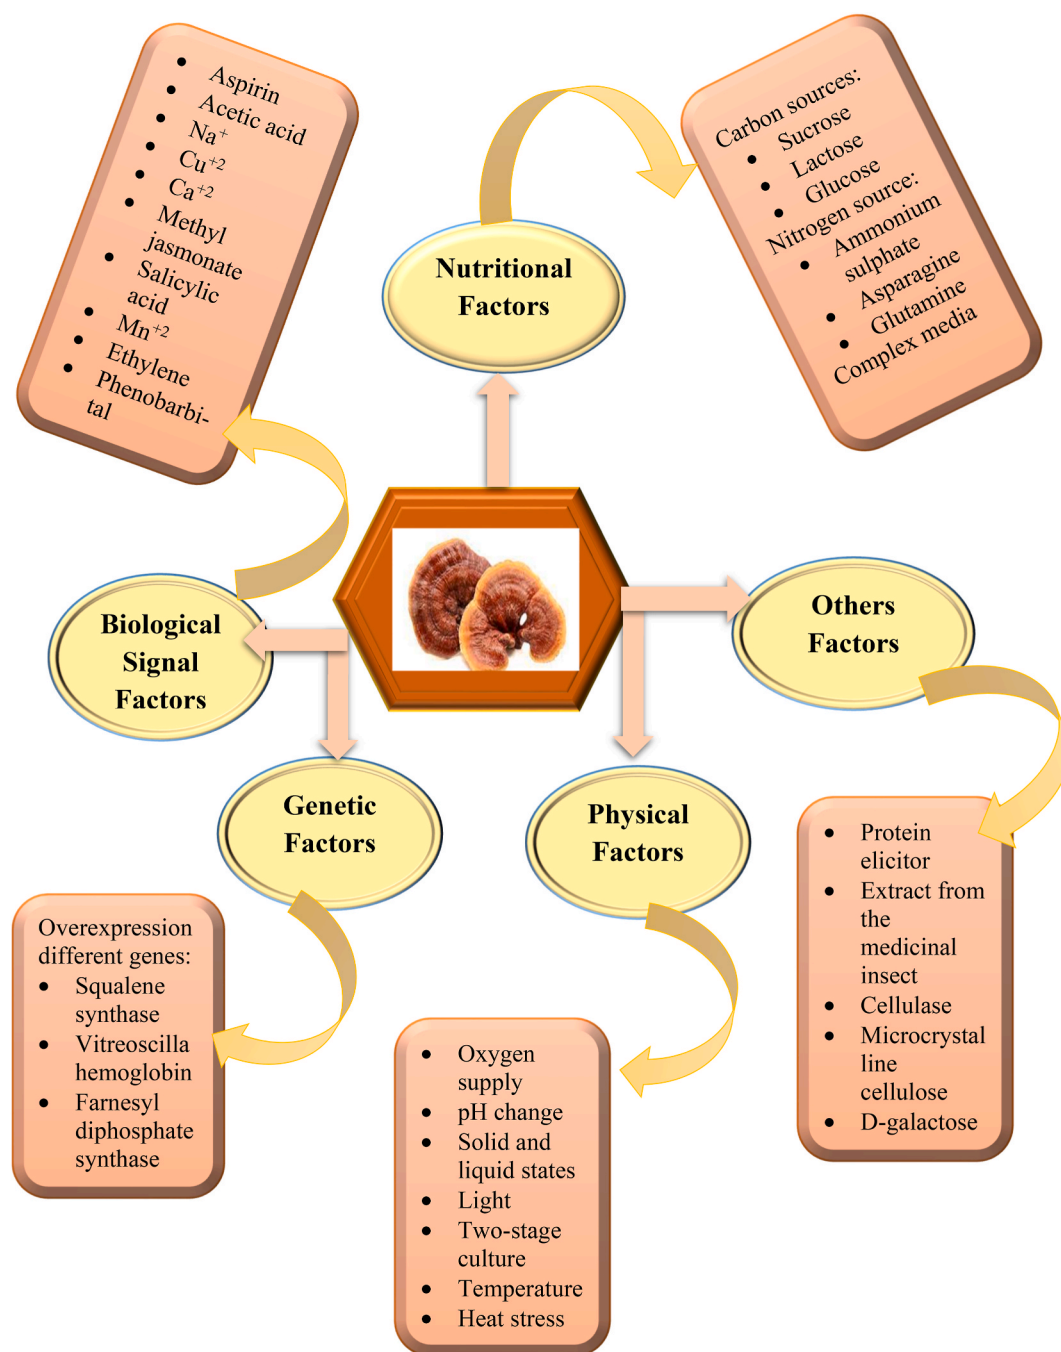 • Aspirin
• Acetic acid
• Na+
• Cu+2
• Ca+2
• Methyl
jasmonate
• Salicylic
acid
• Mn+2
• Ethylene
• Phenobarbi-
tal
Nutritional
Factors
Carbon sources:
• Sucrose
• Lactose
• Glucose
Nitrogen source:
• Ammonium
sulphate
• Asparagine
• Glutamine
Complex media
Biological
Signal
Factors
Others
Factors
Genetic
Factors
Physical
Factors
• Protein
elicitor
• Extract from
the
medicinal
insect
• Cellulase
• Microcrystal
line
cellulose
• D-galactose
Overexpression
different genes:
• Squalene
synthase
• Vitreoscilla
hemoglobin
• Farnesyl
diphosphate
synthase
• Oxygen
supply
• pH change
• Solid and
liquid states
• Light
• Two-stage
culture
• Temperature
• Heat stress